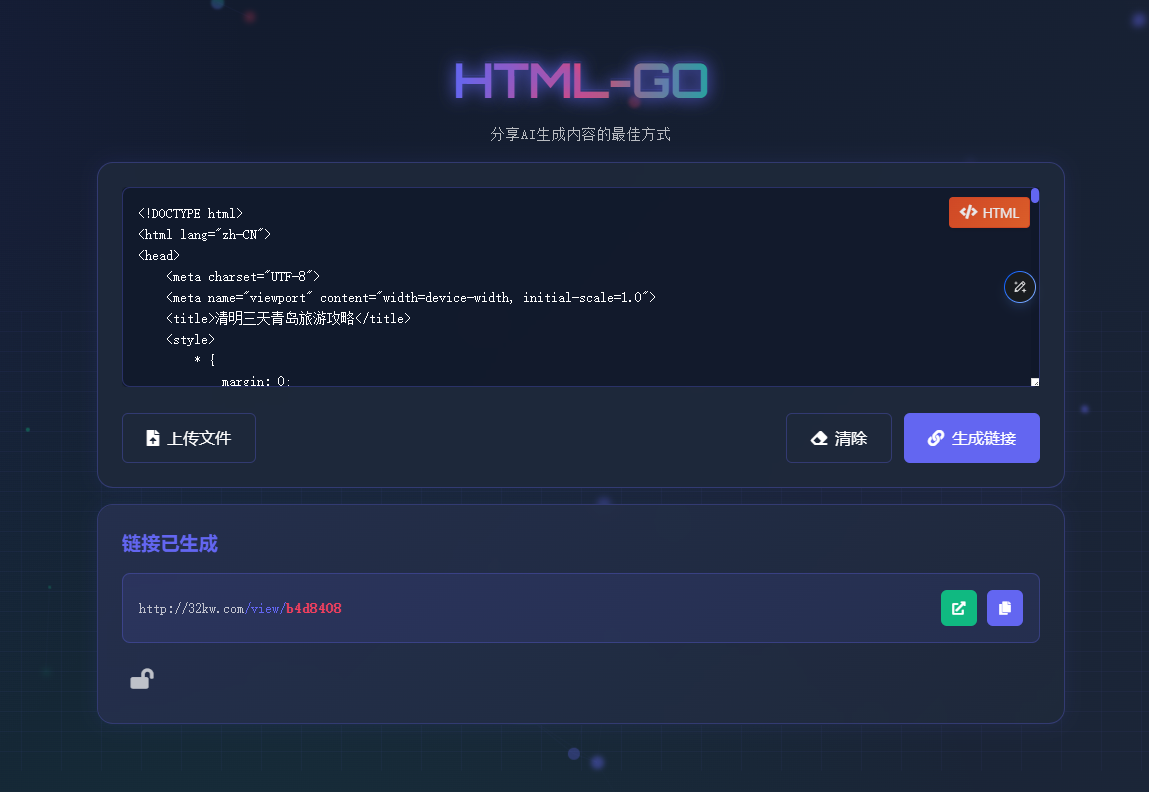 HTML-GO
分享AI生成内容的最佳方式
<!DOCTYPE html>
<html lang="zh-CN">
<head>
    <meta charset="UTF-8">
    <meta name="viewport" content="width=device-width, initial-scale=1.0">
    <title>清明三天青岛旅游攻略</title>
    <style>
        * {
            margin: 0;
</> HTML
上传文件
清除
生成链接
链接已生成
http://32kw.com/view/b4d8408